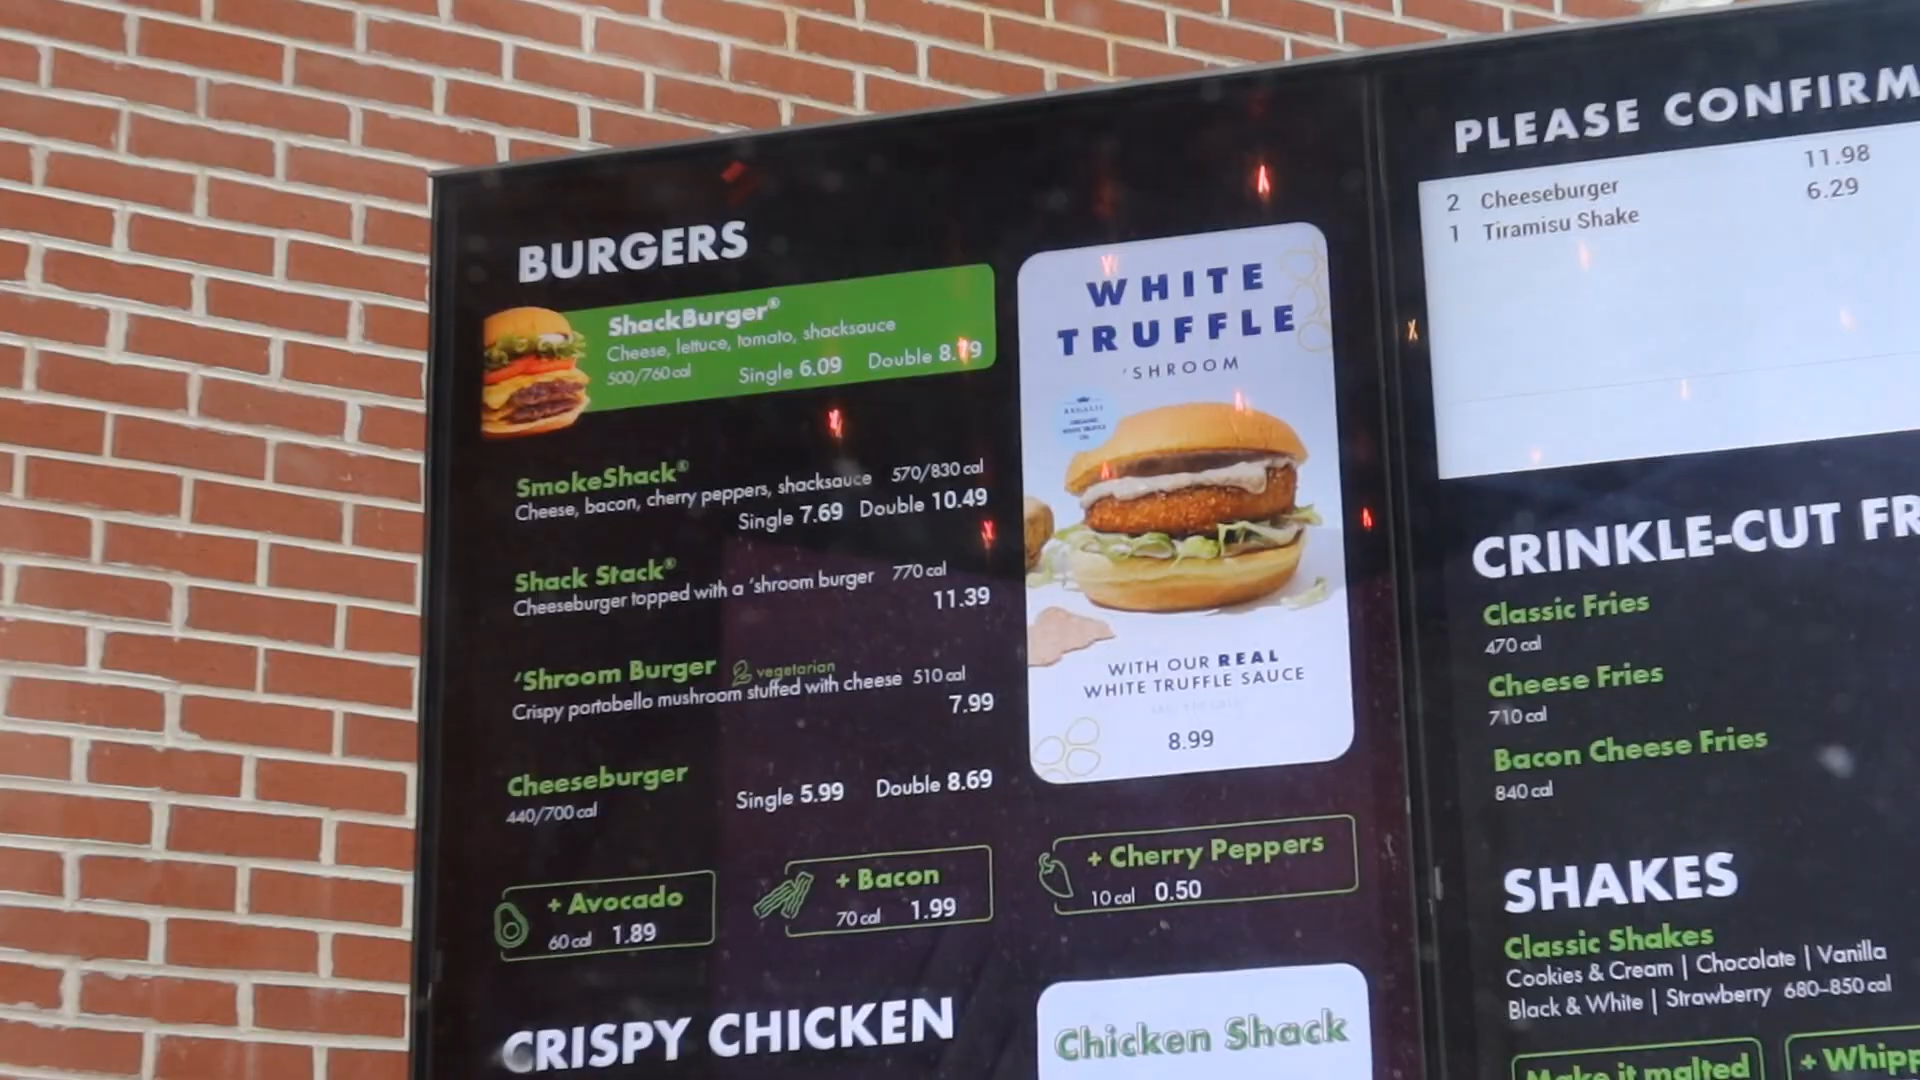 BURGERS
ShackBurger®
Cheese, lettuce, tomato, shacksauce
500/760 cal Single 6.09 Double
SmokeShack®
Cheese, bacon, cherry peppers, shacksauce 570/830 cal
Single 7.69 Double 10.49
Shack Stack®
Cheeseburger topped with a 'shroom burger 770 cal
11.39
'Shroom Burger vegetarian
Crispy portobello mushroom stuffed with cheese 510 cal
7.99
Cheeseburger
440/700 cal Single 5.99 Double 8.69
+ Avocado
60 cal 1.89
+ Bacon
70 cal 1.99
+ Cherry Peppers
10 cal 0.50
CRISPY CHICKEN
WHITE
TRUFFLE
'SHROOM
WITH OUR REAL
WHITE TRUFFLE SAUCE
8.99
Chicken Shack
PLEASE CONFIRM
2 Cheeseburger 11.98
1 Tiramisu Shake 6.29
CRINKLE-CUT FR
Classic Fries
470 cal
Cheese Fries
710 cal
Bacon Cheese Fries
840 cal
SHAKES
Classic Shakes
Cookies & Cream | Chocolate | Vanilla
Black & White | Strawberry 680-850 cal
Make it malted
+ Whipp